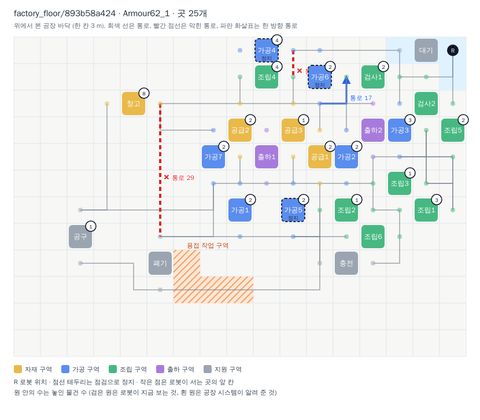 factory_floor/893b58a424 · Armour62_1 · 곳 25개
위에서 본 공장 바닥 (한 칸 3 m). 회색 선은 통로, 빨간 점선은 막힌 통로, 파란 화살표는 한 방향 통로
가공4 4
대기 R
조립4 4
가공6 2
검사1 2
통로 17
창고 8
출하2
검사2
공급2 2
공급3 1
가공3 2
조립5 2
가공7 2
출하1
공급1 2
가공2 2
통로 29
조립3 1
가공1 2
가공5 2
조립2 1
조립1 3
공구 1
조립6
용접 작업 구역
폐기
충전
자재 구역 가공 구역 조립 구역 출하 구역 지원 구역
R 로봇 위치 · 점선 테두리는 점검으로 정지 · 작은 점은 로봇이 서는 곳의 앞 칸
원 안의 수는 놓인 물건 수 (검은 원은 로봇이 지금 보는 것, 흰 원은 공장 시스템이 알려 준 것)